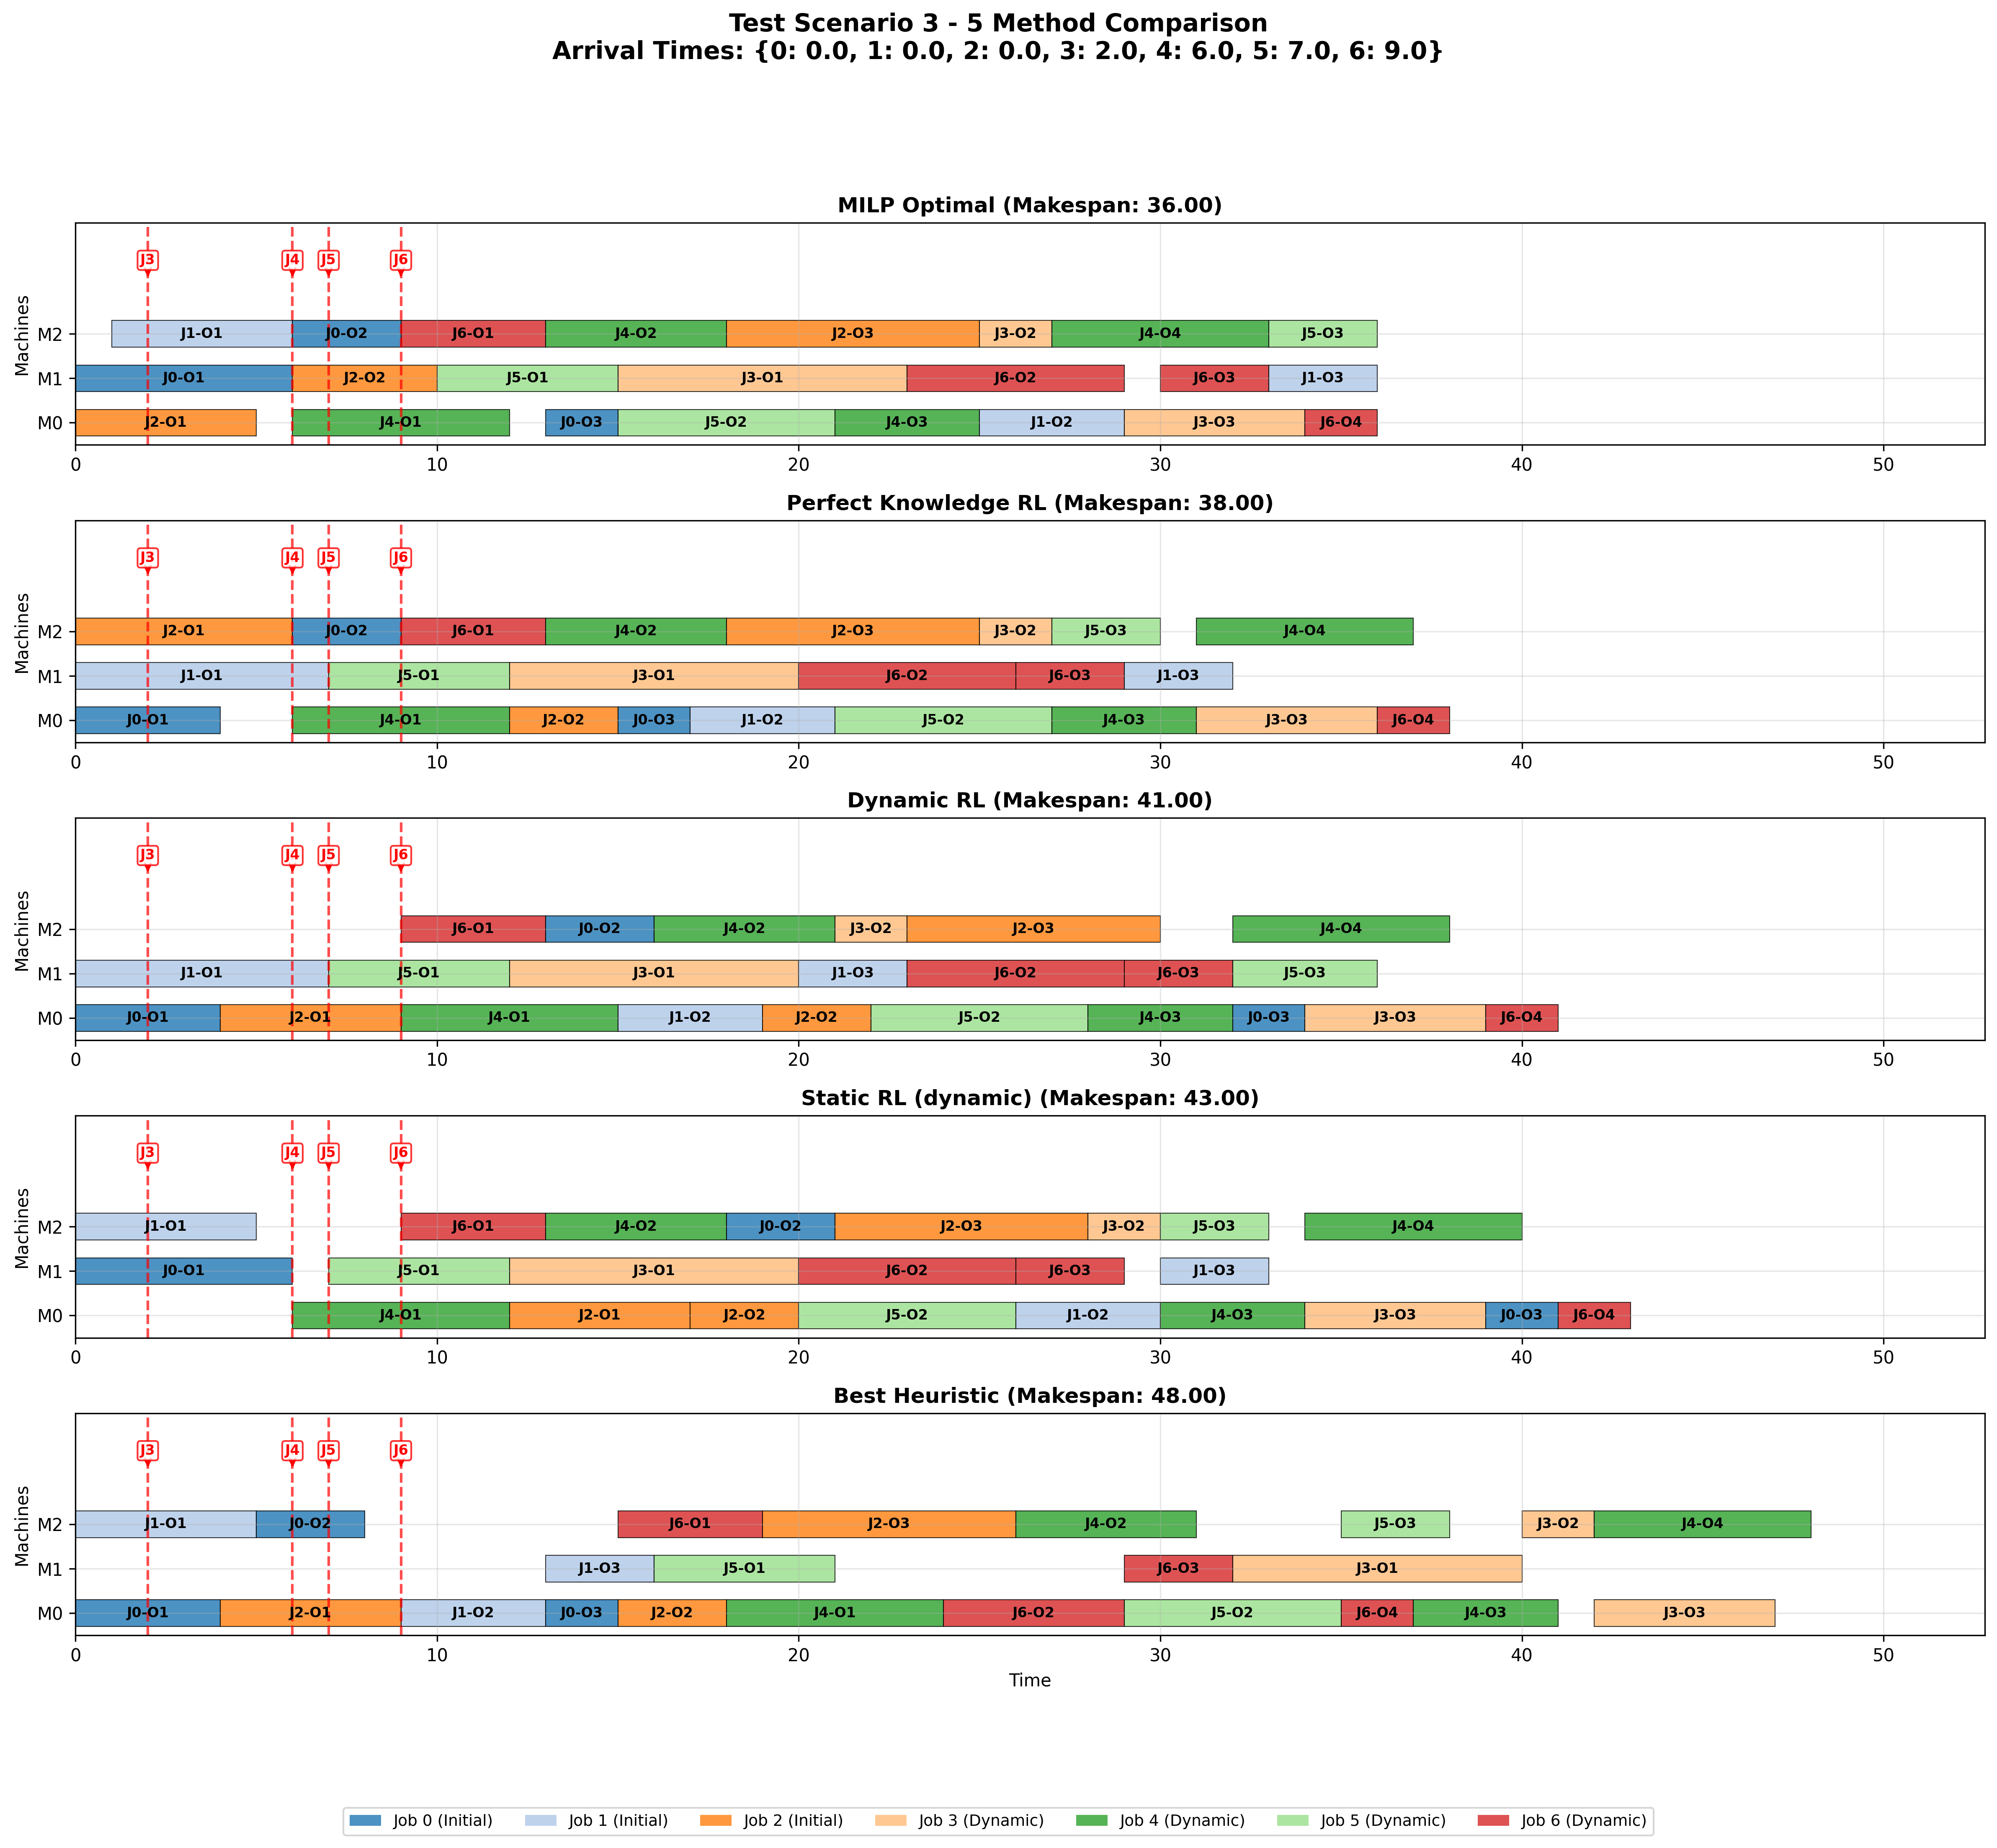 Test Scenario 3 - 5 Method Comparison
Arrival Times: {0: 0.0, 1: 0.0, 2: 0.0, 3: 2.0, 4: 6.0, 5: 7.0, 6: 9.0}
MILP Optimal (Makespan: 36.00)
J3 J4 J5 J6
Machines
M2 J1-O1 J0-O2 J6-O1 J4-O2 J2-O3 J3-O2 J4-O4 J5-O3
M1 J0-O1 J2-O2 J5-O1 J3-O1 J6-O2 J6-O3 J1-O3
M0 J2-O1 J4-O1 J0-O3 J5-O2 J4-O3 J1-O2 J3-O3 J6-O4
0 10 20 30 40 50
Perfect Knowledge RL (Makespan: 38.00)
J3 J4 J5 J6
Machines
M2 J2-O1 J0-O2 J6-O1 J4-O2 J2-O3 J3-O2 J5-O3 J4-O4
M1 J1-O1 J5-O1 J3-O1 J6-O2 J6-O3 J1-O3
M0 J0-O1 J4-O1 J2-O2 J0-O3 J1-O2 J5-O2 J4-O3 J3-O3 J6-O4
0 10 20 30 40 50
Dynamic RL (Makespan: 41.00)
J3 J4 J5 J6
Machines
M2 J6-O1 J0-O2 J4-O2 J3-O2 J2-O3 J4-O4
M1 J1-O1 J5-O1 J3-O1 J1-O3 J6-O2 J6-O3 J5-O3
M0 J0-O1 J2-O1 J4-O1 J1-O2 J2-O2 J5-O2 J4-O3 J0-O3 J3-O3 J6-O4
0 10 20 30 40 50
Static RL (dynamic) (Makespan: 43.00)
J3 J4 J5 J6
Machines
M2 J1-O1 J6-O1 J4-O2 J0-O2 J2-O3 J3-O2 J5-O3 J4-O4
M1 J0-O1 J5-O1 J3-O1 J6-O2 J6-O3 J1-O3
M0 J4-O1 J2-O1 J2-O2 J5-O2 J1-O2 J4-O3 J3-O3 J0-O3 J6-O4
0 10 20 30 40 50
Best Heuristic (Makespan: 48.00)
J3 J4 J5 J6
Machines
M2 J1-O1 J0-O2 J6-O1 J2-O3 J4-O2 J5-O3 J3-O2 J4-O4
M1 J1-O3 J5-O1 J6-O3 J3-O1
M0 J0-O1 J2-O1 J1-O2 J0-O3 J2-O2 J4-O1 J6-O2 J5-O2 J6-O4 J4-O3 J3-O3
0 10 20 30 40 50
Time
Job 0 (Initial) Job 1 (Initial) Job 2 (Initial) Job 3 (Dynamic) Job 4 (Dynamic) Job 5 (Dynamic) Job 6 (Dynamic)